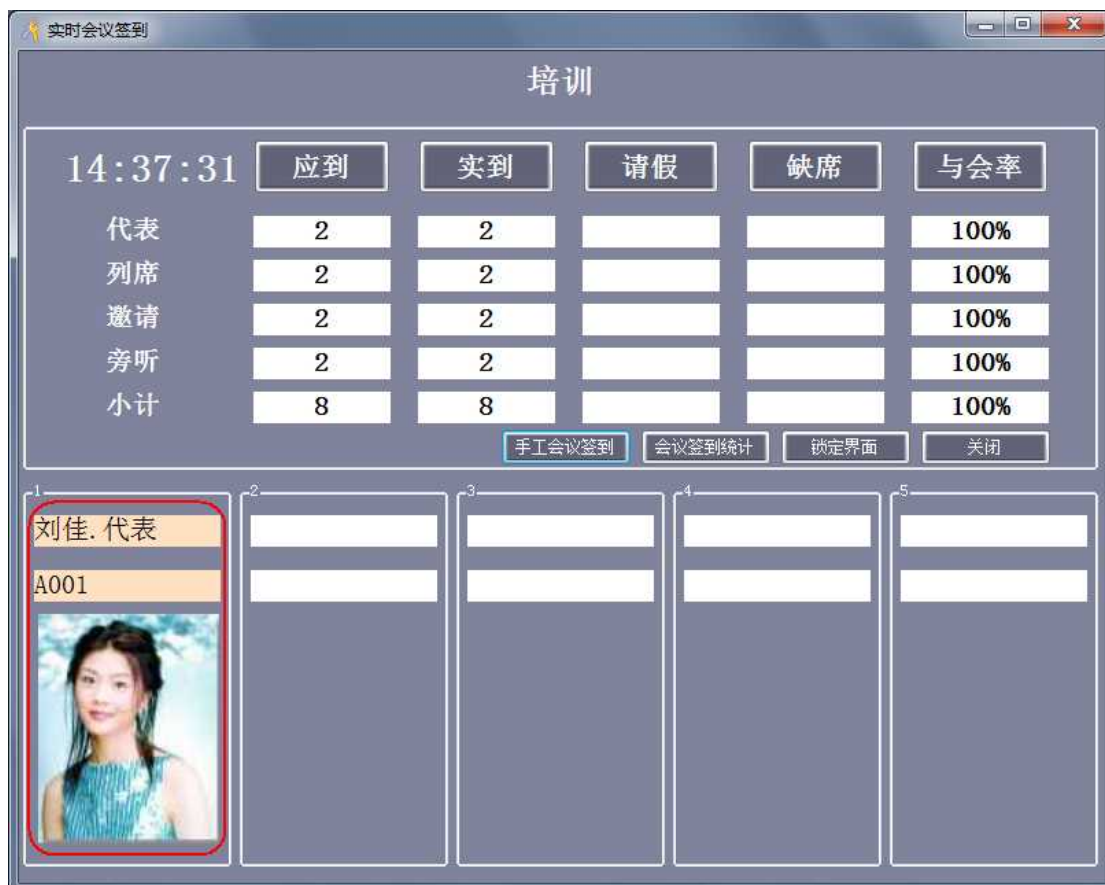 实时会议签到
培训
14:37:31 应到 实到 请假 缺席 与会率
代表 2 2 100%
列席 2 2 100%
邀请 2 2 100%
旁听 2 2 100%
小计 8 8 100%
手工会议签到 会议签到统计 锁定界面 关闭
1 2 3 4 5
刘佳.代表
A001